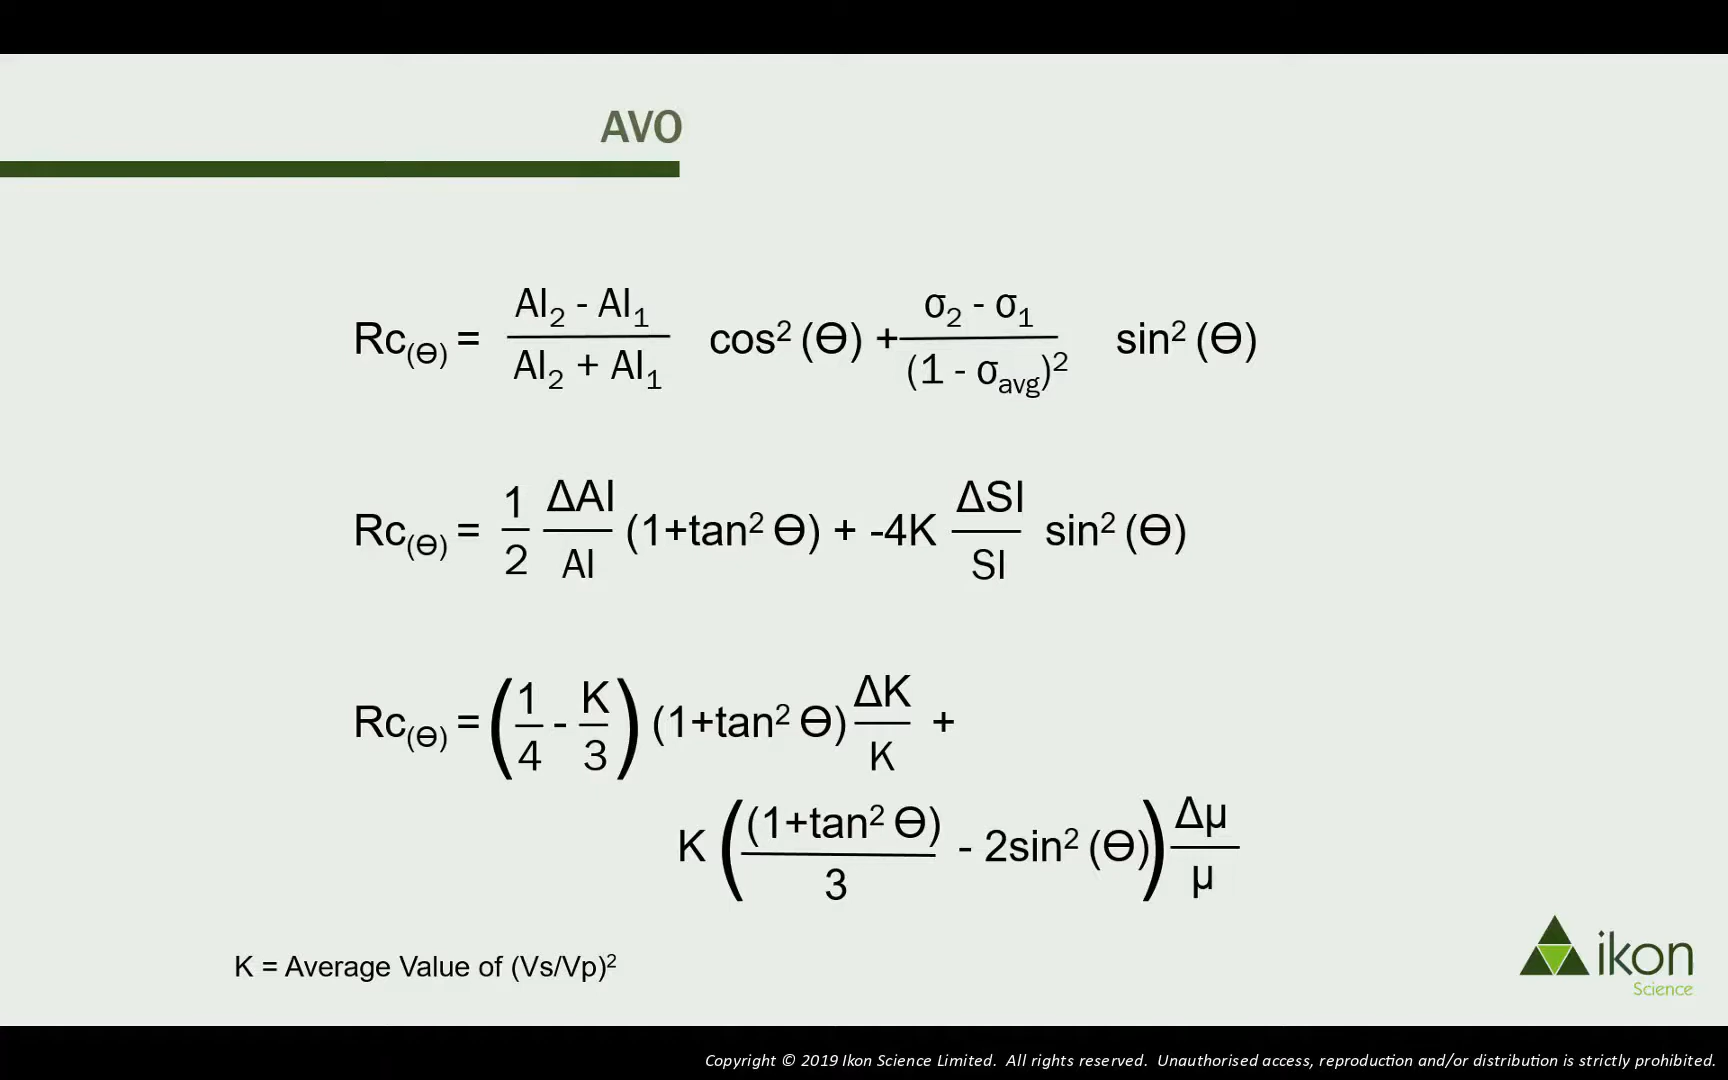 AVO
Rc(Ɵ) = AI₂ - AI₁ / AI₂ + AI₁ cos² (Ɵ) + σ₂ - σ₁ / (1 - σavg)² sin² (Ɵ)
Rc(Ɵ) = 1/2 ΔAI/AI (1+tan² Ɵ) + -4K ΔSI/SI sin² (Ɵ)
Rc(Ɵ) = (1/4 - K/3) (1+tan² Ɵ) ΔK/K +
K ((1+tan² Ɵ)/3 - 2sin² (Ɵ)) Δμ/μ
K = Average Value of (Vs/Vp)²
ikon
Science
Copyright © 2019 Ikon Science Limited. All rights reserved. Unauthorised access, reproduction and/or distribution is strictly prohibited.